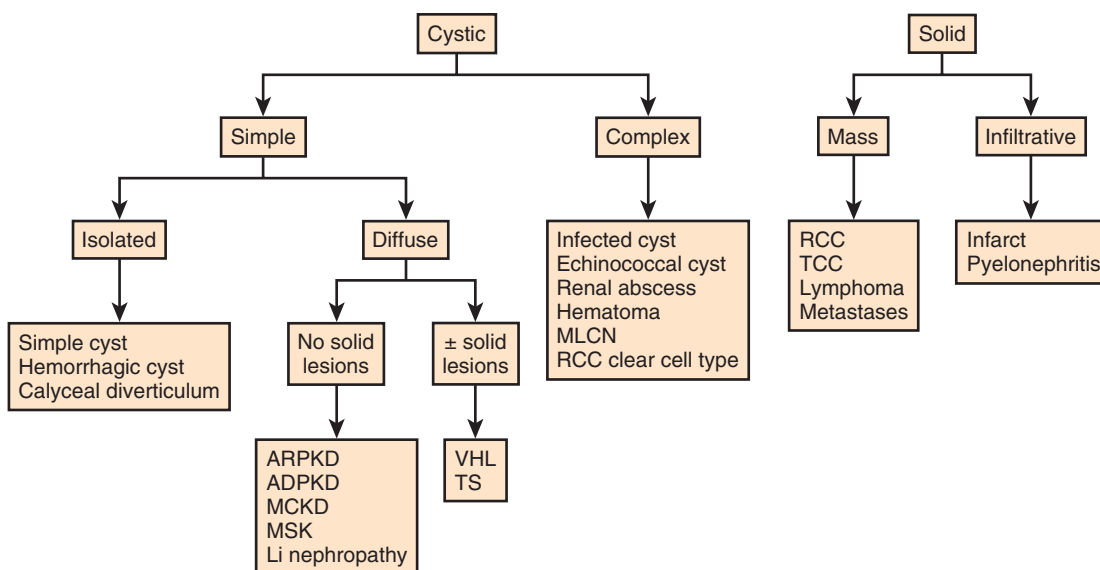 Cystic
Solid
Simple
Complex
Mass
Infiltrative
Isolated
Diffuse
Infected cyst
Echinococcal cyst
Renal abscess
Hematoma
MLCN
RCC clear cell type
RCC
TCC
Lymphoma
Metastases
Infarct
Pyelonephritis
Simple cyst
Hemorrhagic cyst
Calyceal diverticulum
No solid
lesions
± solid
lesions
ARPKD
ADPKD
MCKD
MSK
Li nephropathy
VHL
TS